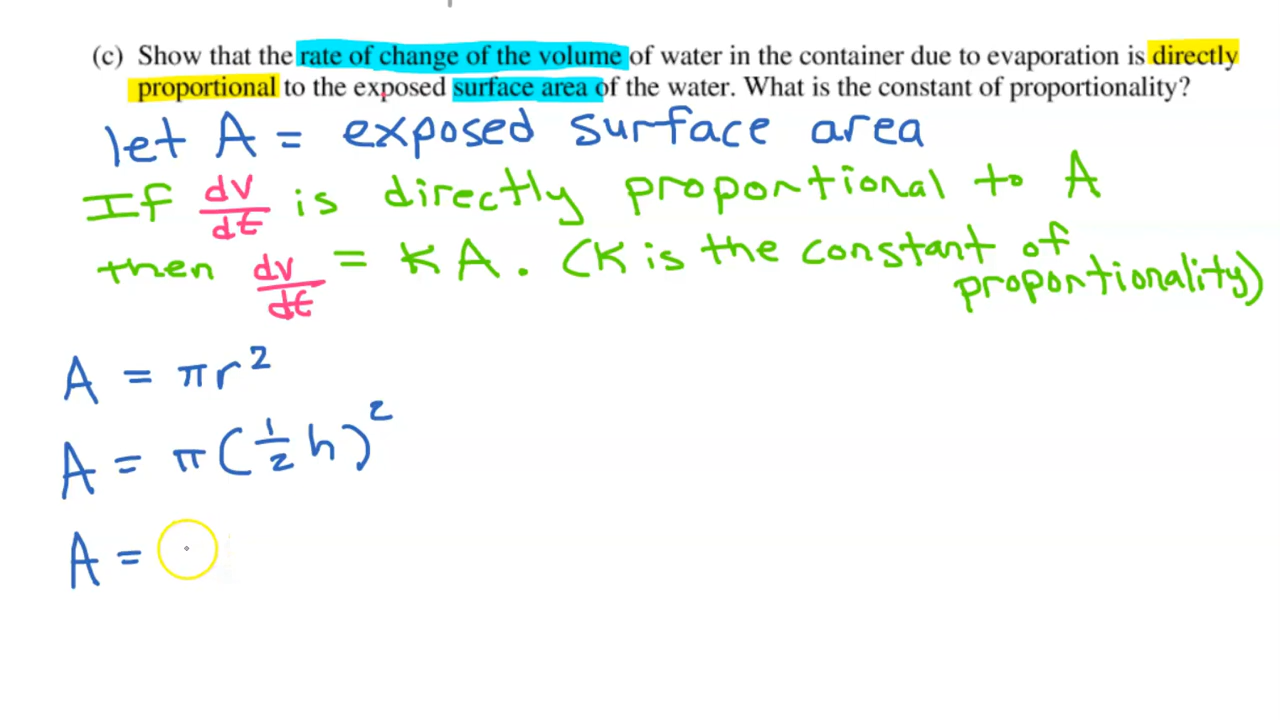 (c) Show that the rate of change of the volume of water in the container due to evaporation is directly
proportional to the exposed surface area of the water. What is the constant of proportionality?
let A = exposed surface area
If dv/dt is directly proportional to A
then dv/dt = KA. (K is the constant of
proportionality)
A = πr²
A = π(1/2 h)²
A =